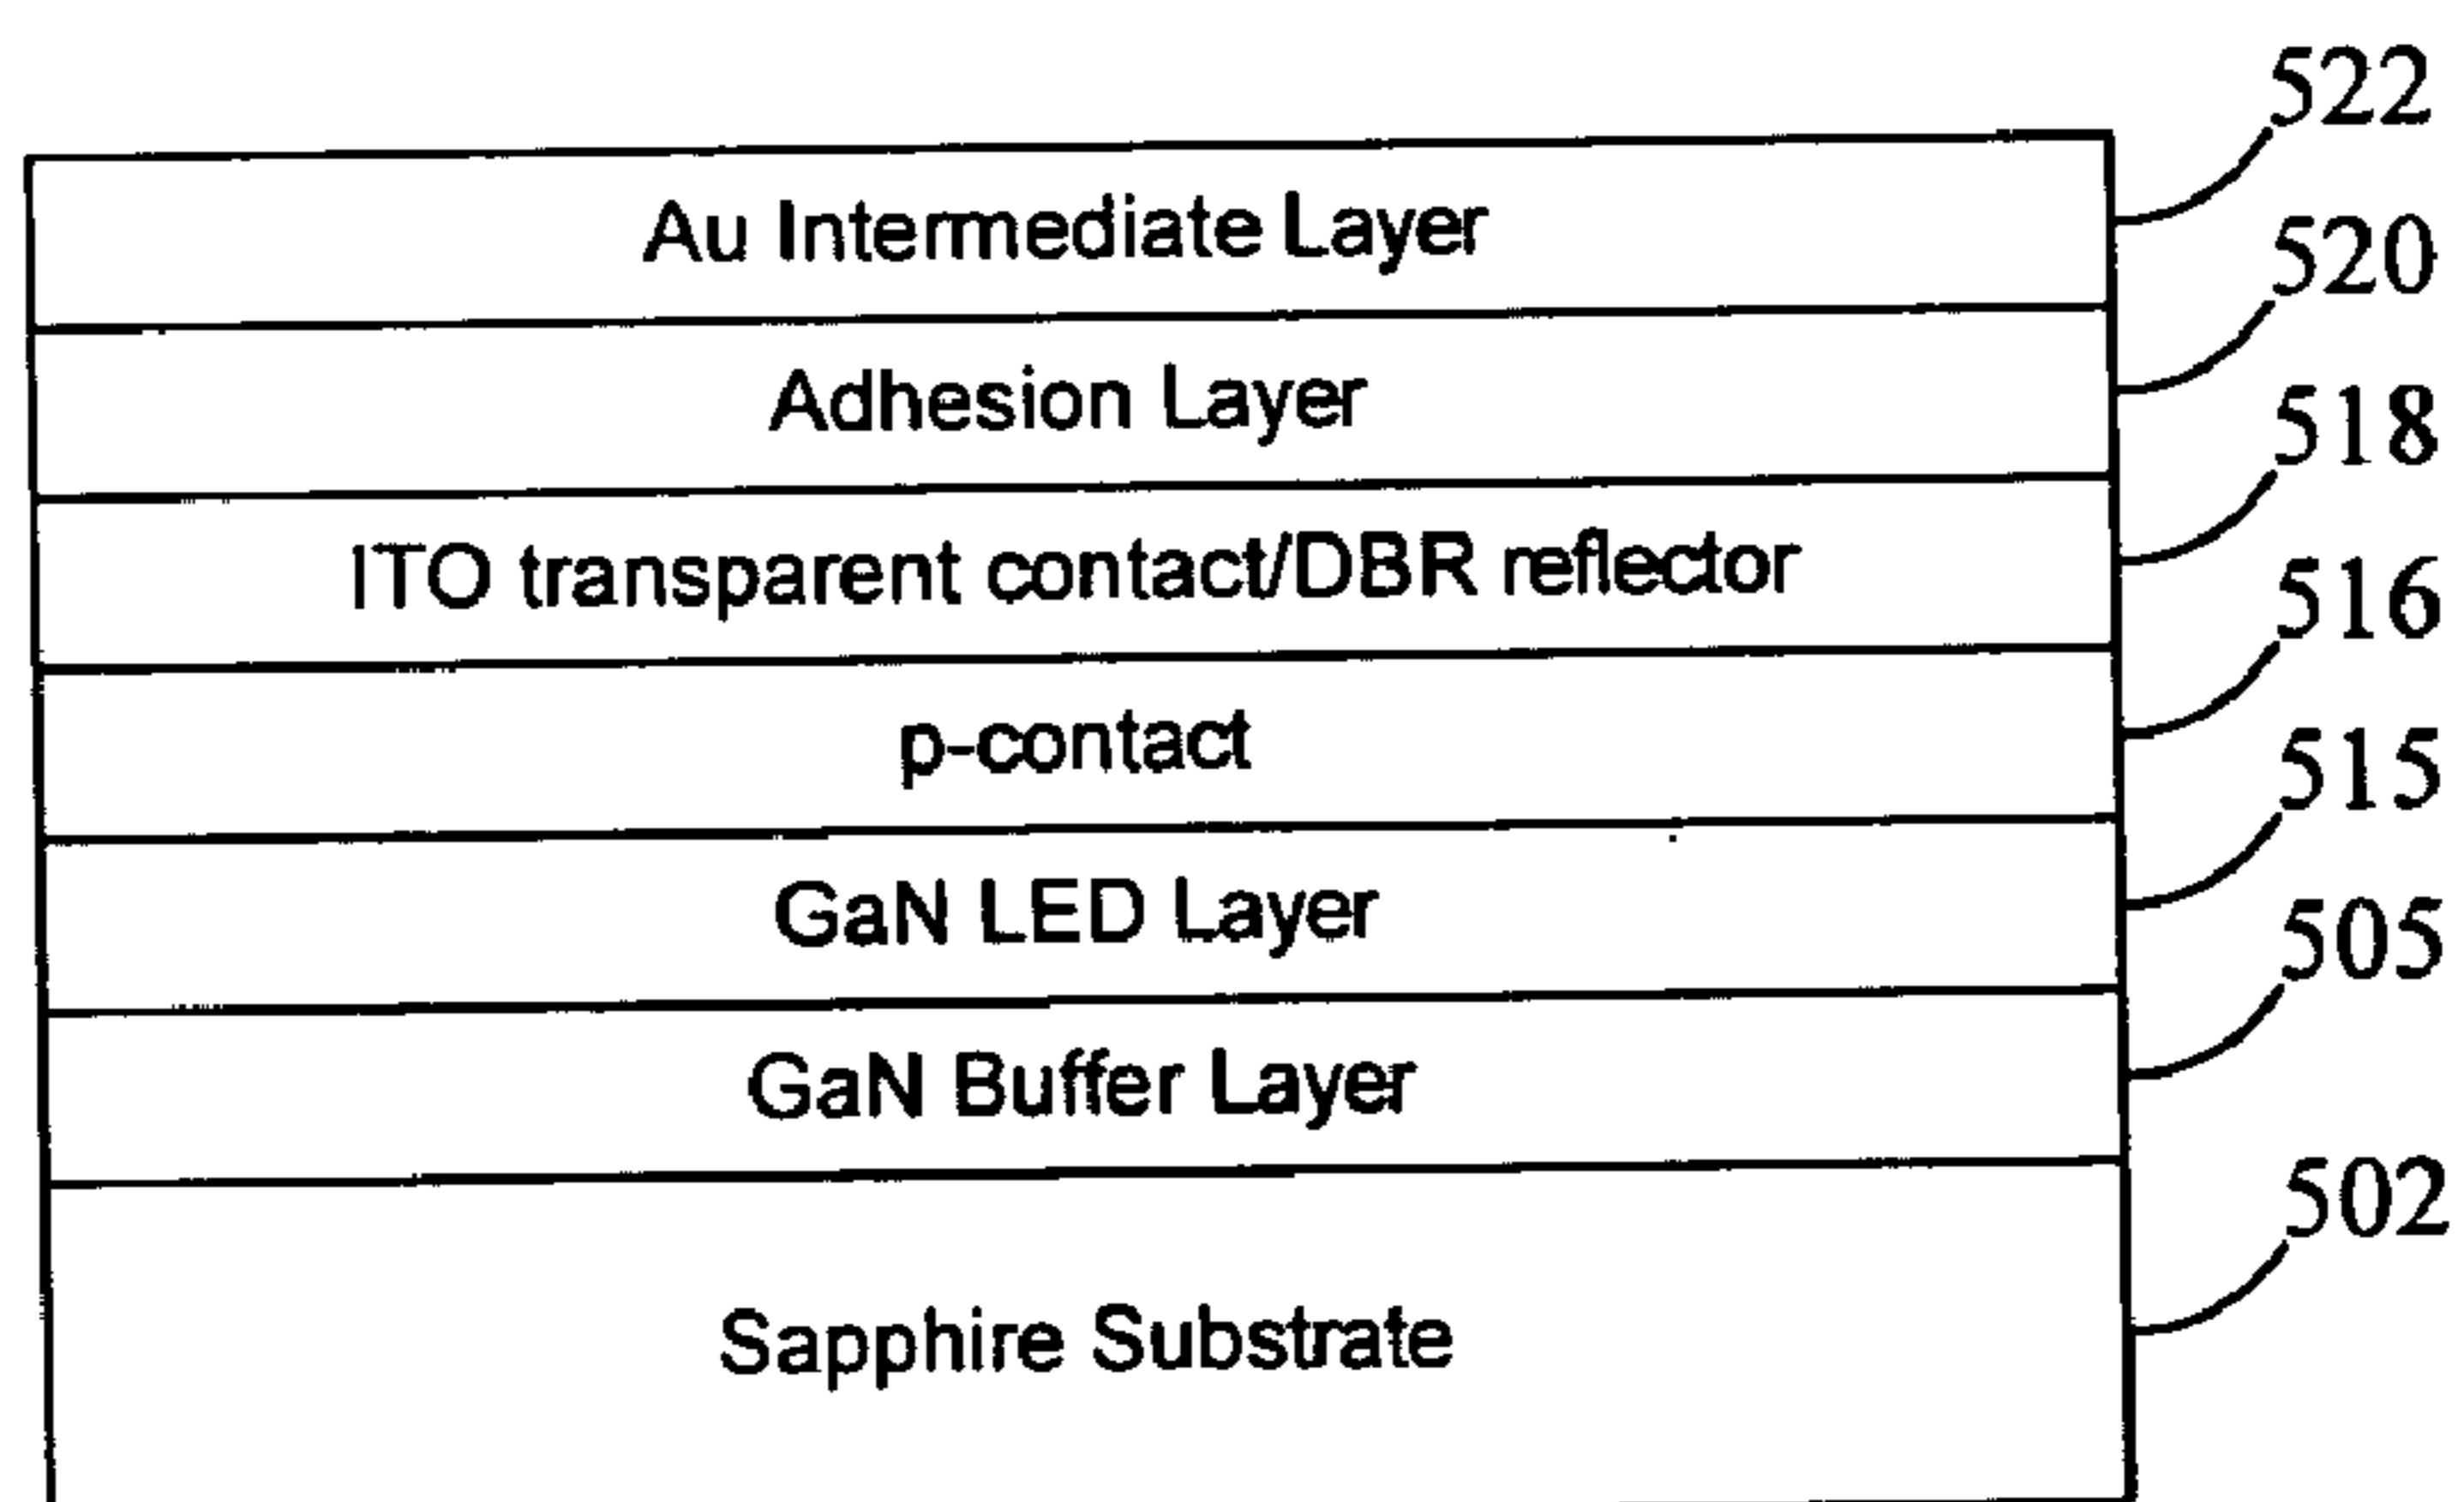 522
Au Intermediate Layer
520
Adhesion Layer
518
ITO transparent contact/DBR reflector
516
p-contact
515
GaN LED Layer
505
GaN Buffer Layer
502
Sapphire Substrate